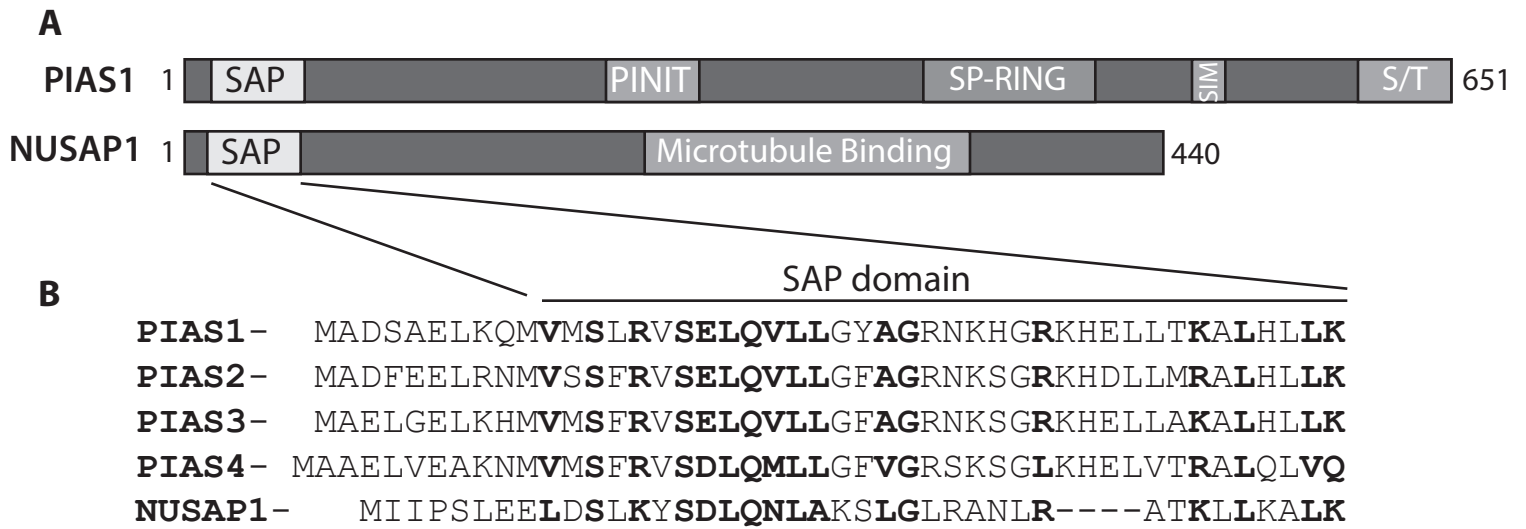 A
PIAS1 1 SAP PINIT SP-RING SIM S/T 651
NUSAP1 1 SAP Microtubule Binding 440
SAP domain
B
PIAS1- MADSAELKQMVMSLRVSELQVLLGYAGRNKHGRKHELLTKALHLLK
PIAS2- MADFEELRNMVSSFRVSELQVLLGFAGRNKSGRKHDLLMRALHLLK
PIAS3- MAELGELKHMVMSFRVSELQVLLGFAGRNKSGRKHELLAKALHLLK
PIAS4- MAAELVEAKNMVMSFRVSDLQMLLGFVGRSKSGLKHELVTRALQLVQ
NUSAP1- MIIPSLEELDSLKYSDLQNLAKSLGLRANLR----ATKLLKALK